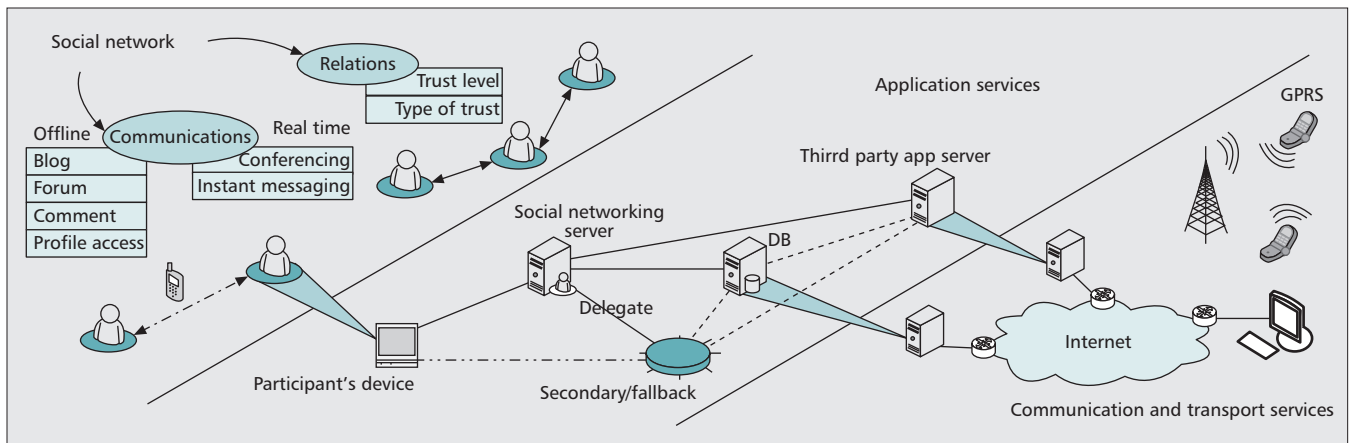 Social network
Relations
Trust level
Type of trust
Communications
Offline
Blog
Forum
Comment
Profile access
Real time
Conferencing
Instant messaging
Application services
GPRS
Thirrd party app server
Social networking
server
DB
Delegate
Participant's device
Secondary/fallback
Internet
Communication and transport services